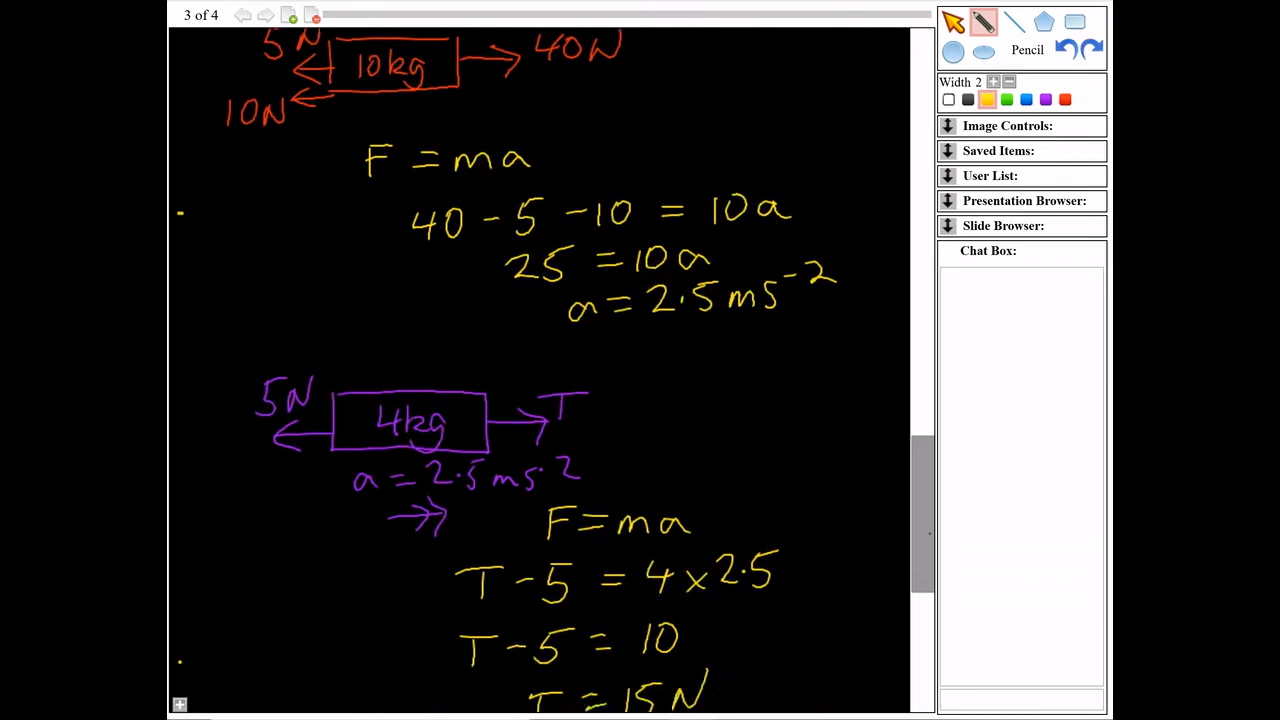 3 of 4
5N
10kg
40N
10N
F = ma
40 - 5 - 10 = 10a
25 = 10a
a = 2.5 ms⁻²
5N
4kg
T
a = 2.5 ms⁻²
F = ma
T - 5 = 4 × 2.5
T - 5 = 10
T = 15N
Pencil
Width 2
Image Controls:
Saved Items:
User List:
Presentation Browser:
Slide Browser:
Chat Box: